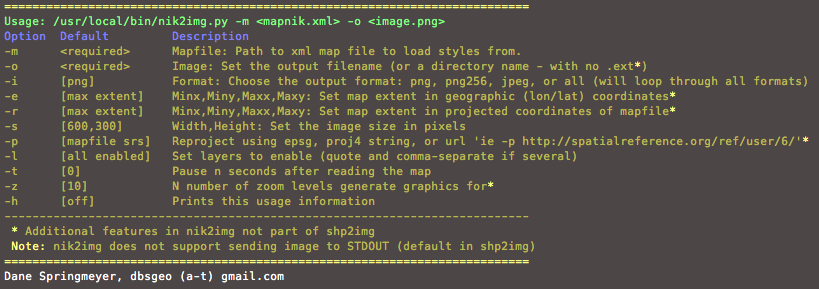 ================================================================================
Usage: /usr/local/bin/nik2img.py -m <mapnik.xml> -o <image.png>
Option  Default         Description
-m      <required>      Mapfile: Path to xml map file to load styles from.
-o      <required>      Image: Set the output filename (or a directory name - with no .ext*)
-i      [png]           Format: Choose the output format: png, png256, jpeg, or all (will loop through all formats)
-e      [max extent]    Minx,Miny,Maxx,Maxy: Set map extent in geographic (lon/lat) coordinates*
-r      [max extent]    Minx,Miny,Maxx,Maxy: Set map extent in projected coordinates of mapfile*
-s      [600,300]       Width,Height: Set the image size in pixels
-p      [mapfile srs]   Reproject using epsg, proj4 string, or url 'ie -p http://spatialreference.org/ref/user/6/'*
-l      [all enabled]   Set layers to enable (quote and comma-separate if several)
-t      [0]             Pause n seconds after reading the map
-z      [10]            N number of zoom levels generate graphics for*
-h      [off]           Prints this usage information
--------------------------------------------------------------------------------
 * Additional features in nik2img not part of shp2img
 Note: nik2img does not support sending image to STDOUT (default in shp2img)
================================================================================
Dane Springmeyer, dbsgeo (a-t) gmail.com